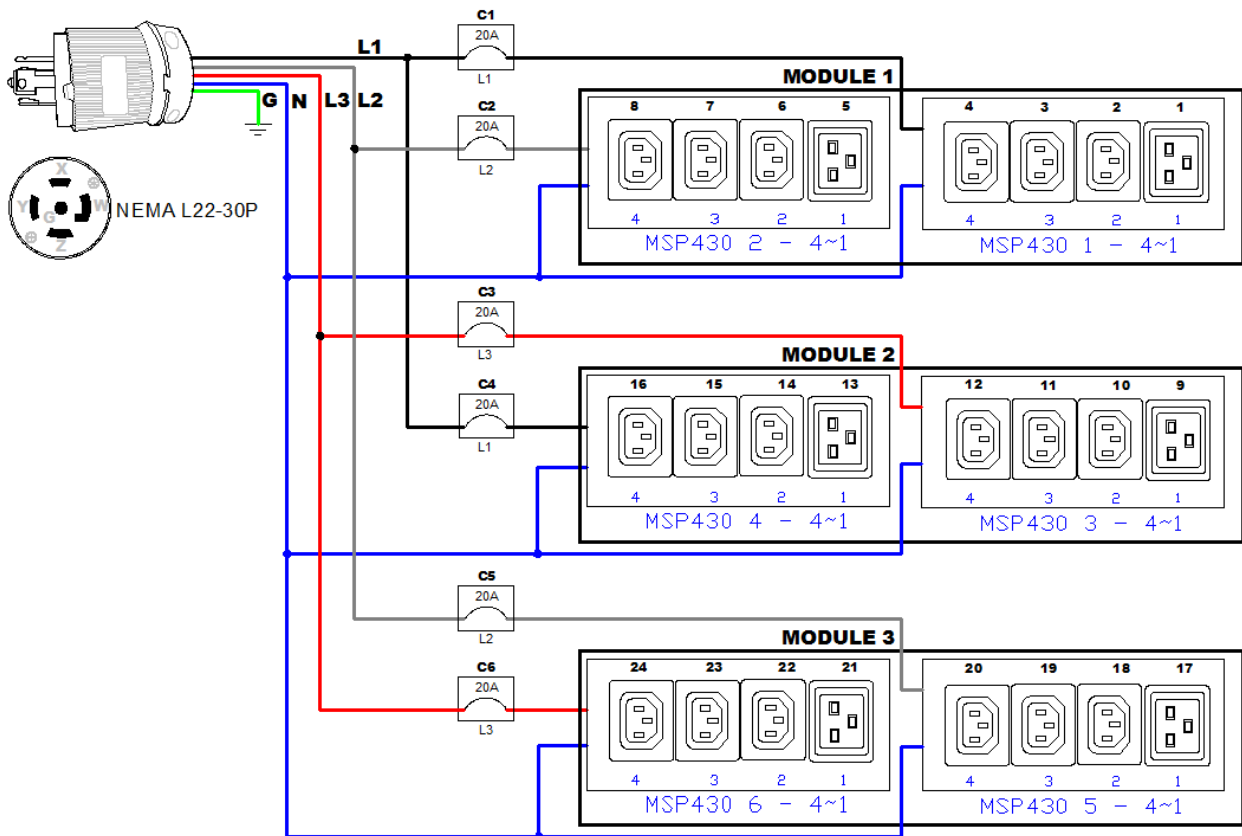 C1
20A
L1
L1
MODULE 1
G N L3 L2
C2
20A
L2
8 7 6 5
4 3 2 1
4 3 2 1
4 3 2 1
MSP430 2 - 4~1
MSP430 1 - 4~1
X
Y
W
G
Z
NEMA L22-30P
C3
20A
L3
MODULE 2
C4
20A
L1
16 15 14 13
12 11 10 9
4 3 2 1
4 3 2 1
MSP430 4 - 4~1
MSP430 3 - 4~1
C5
20A
L2
MODULE 3
C6
20A
L3
24 23 22 21
20 19 18 17
4 3 2 1
4 3 2 1
MSP430 6 - 4~1
MSP430 5 - 4~1